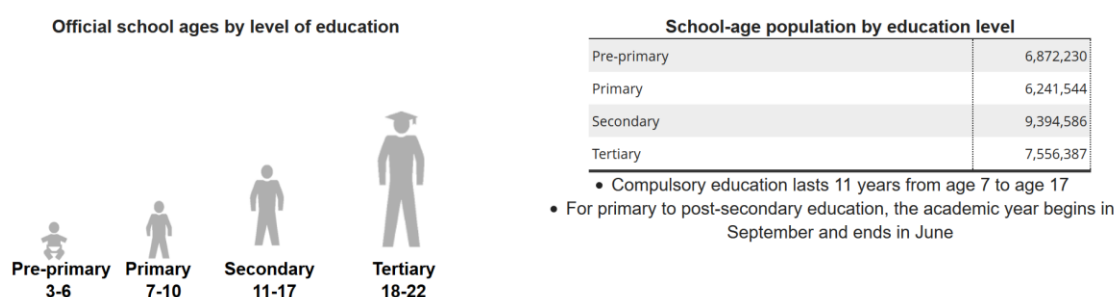 Official school ages by level of education
Pre-primary Primary Secondary Tertiary
3-6 7-10 11-17 18-22
School-age population by education level
Pre-primary 6,872,230
Primary 6,241,544
Secondary 9,394,586
Tertiary 7,556,387
• Compulsory education lasts 11 years from age 7 to age 17
• For primary to post-secondary education, the academic year begins in
September and ends in June